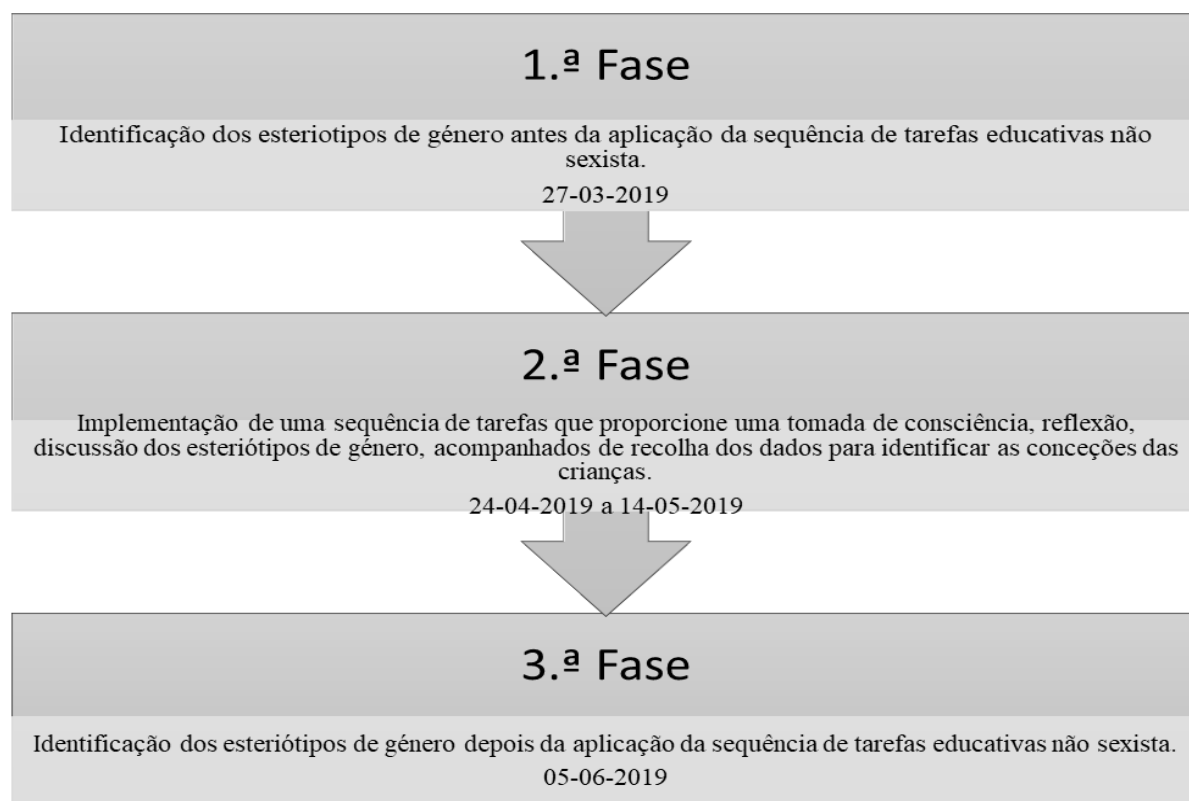 1.ª Fase
Identificação dos esteriotipos de género antes da aplicação da sequência de tarefas educativas não
sexista.
27-03-2019
2.ª Fase
Implementação de uma sequência de tarefas que proporcione uma tomada de consciência, reflexão,
discussão dos esteriótipos de género, acompanhados de recolha dos dados para identificar as conceções das
crianças.
24-04-2019 a 14-05-2019
3.ª Fase
Identificação dos esteriótipos de género depois da aplicação da sequência de tarefas educativas não sexista.
05-06-2019